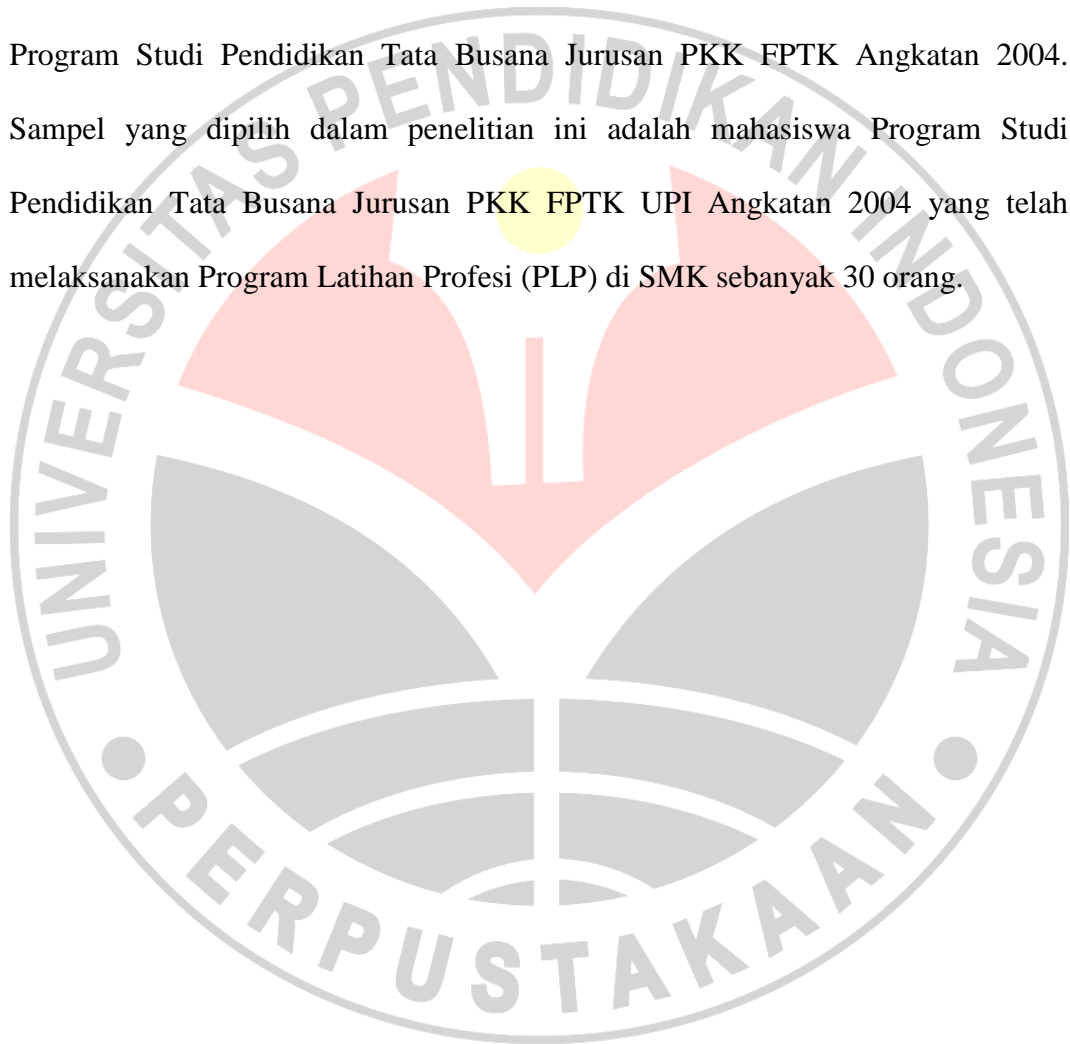 Program Studi Pendidikan Tata Busana Jurusan PKK FPTK Angkatan 2004.
Sampel yang dipilih dalam penelitian ini adalah mahasiswa Program Studi
Pendidikan Tata Busana Jurusan PKK FPTK UPI Angkatan 2004 yang telah
melaksanakan Program Latihan Profesi (PLP) di SMK sebanyak 30 orang.
UNIVERSITAS PENDIDIKAN INDONESIA
PERPUSTAKAAN